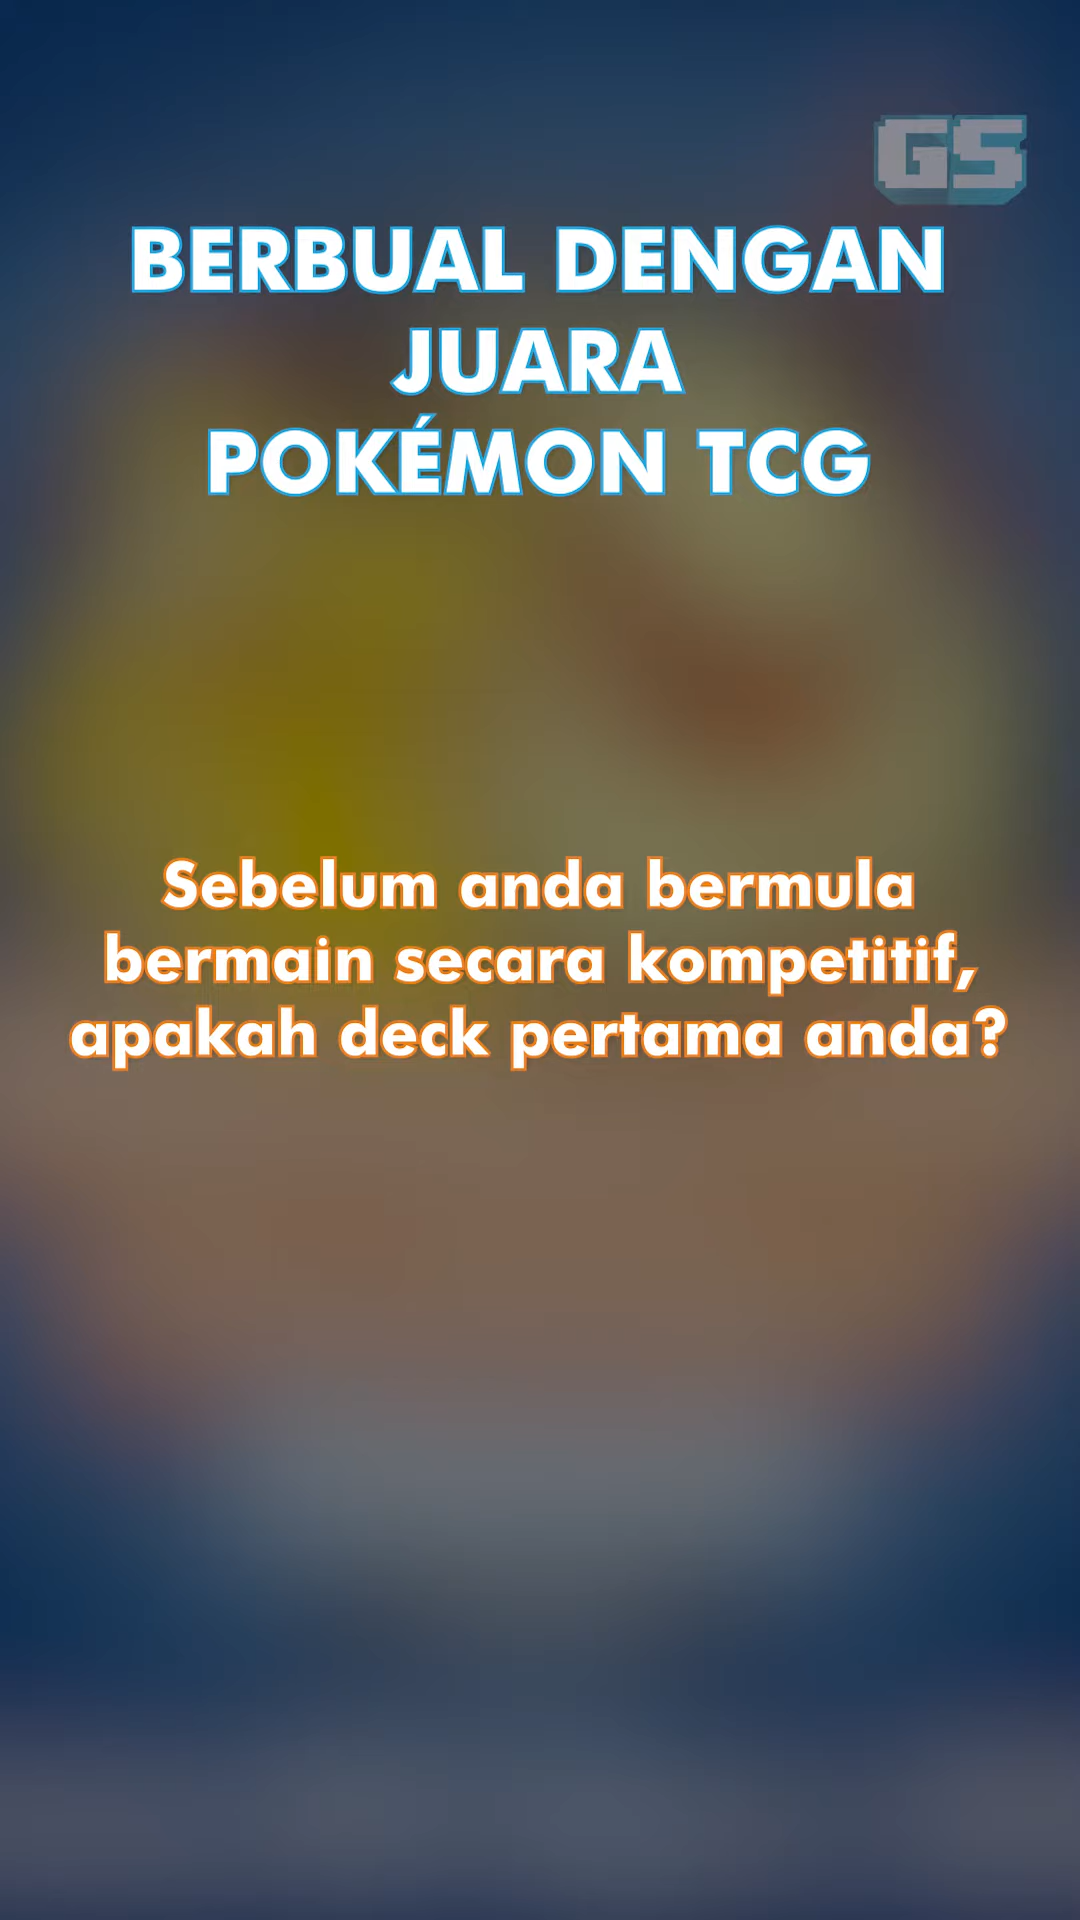 GS
BERBUAL DENGAN
JUARA
POKÉMON TCG
Sebelum anda bermula
bermain secara kompetitif,
apakah deck pertama anda?